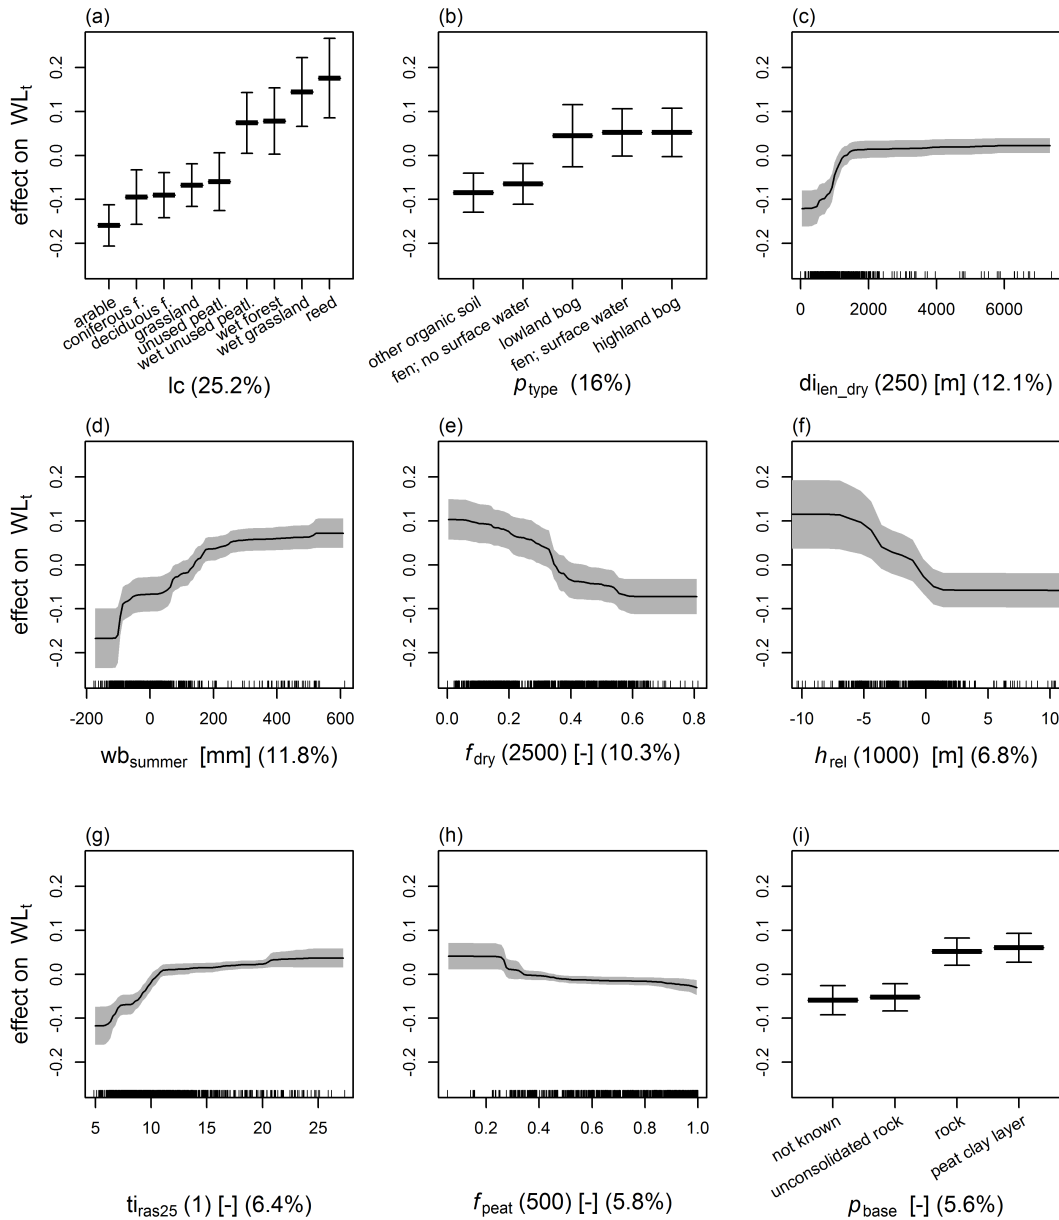 (a)
effect on WLt
0.2
0.1
0.0
-0.1
-0.2
arable
coniferous f.
deciduous f.
grassland
unused peatl.
wet unused peatl.
wet forest
wet grassland
reed
lc (25.2%)
(b)
0.2
0.1
0.0
-0.1
-0.2
other organic soil
fen; no surface water
lowland bog
fen; surface water
highland bog
ptype (16%)
(c)
0.2
0.1
0.0
-0.1
-0.2
0 2000 4000 6000
dilen_dry (250) [m] (12.1%)
(d)
effect on WLt
0.2
0.1
0.0
-0.1
-0.2
-200 0 200 400 600
wbsummer [mm] (11.8%)
(e)
0.2
0.1
0.0
-0.1
-0.2
0.0 0.2 0.4 0.6 0.8
fdry (2500) [-] (10.3%)
(f)
0.2
0.1
0.0
-0.1
-0.2
-10 -5 0 5 10
hrel (1000) [m] (6.8%)
(g)
effect on WLt
0.2
0.1
0.0
-0.1
-0.2
5 10 15 20 25
tiras25 (1) [-] (6.4%)
(h)
0.2
0.1
0.0
-0.1
-0.2
0.2 0.4 0.6 0.8 1.0
fpeat (500) [-] (5.8%)
(i)
0.2
0.1
0.0
-0.1
-0.2
not known
unconsolidated rock
rock
peat clay layer
pbase [-] (5.6%)